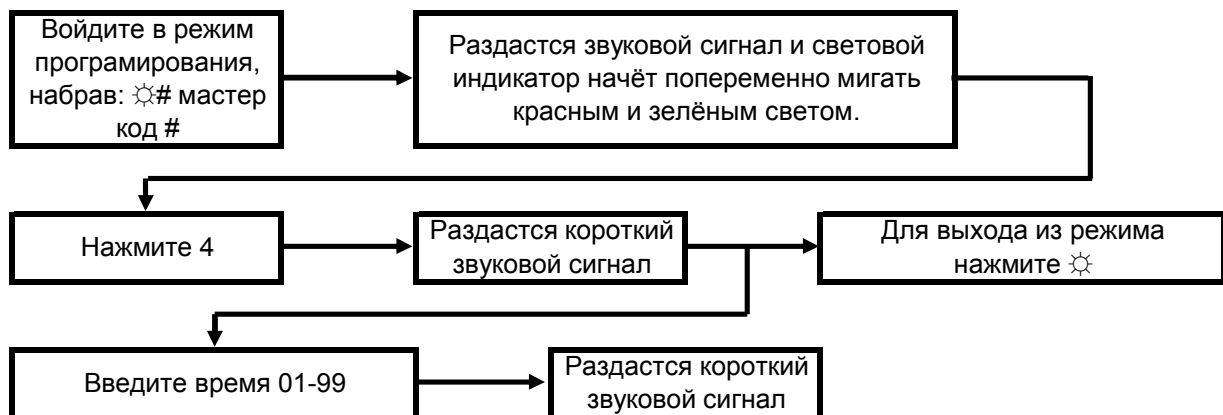 Войдите в режим
програмирования,
набрав: ☼# мастер
код #
Раздастся звуковой сигнал и световой
индикатор начёт попеременно мигать
красным и зелёным светом.
Нажмите 4
Раздастся короткий
звуковой сигнал
Для выхода из режима
нажмите ☼
Введите время 01-99
Раздастся короткий
звуковой сигнал